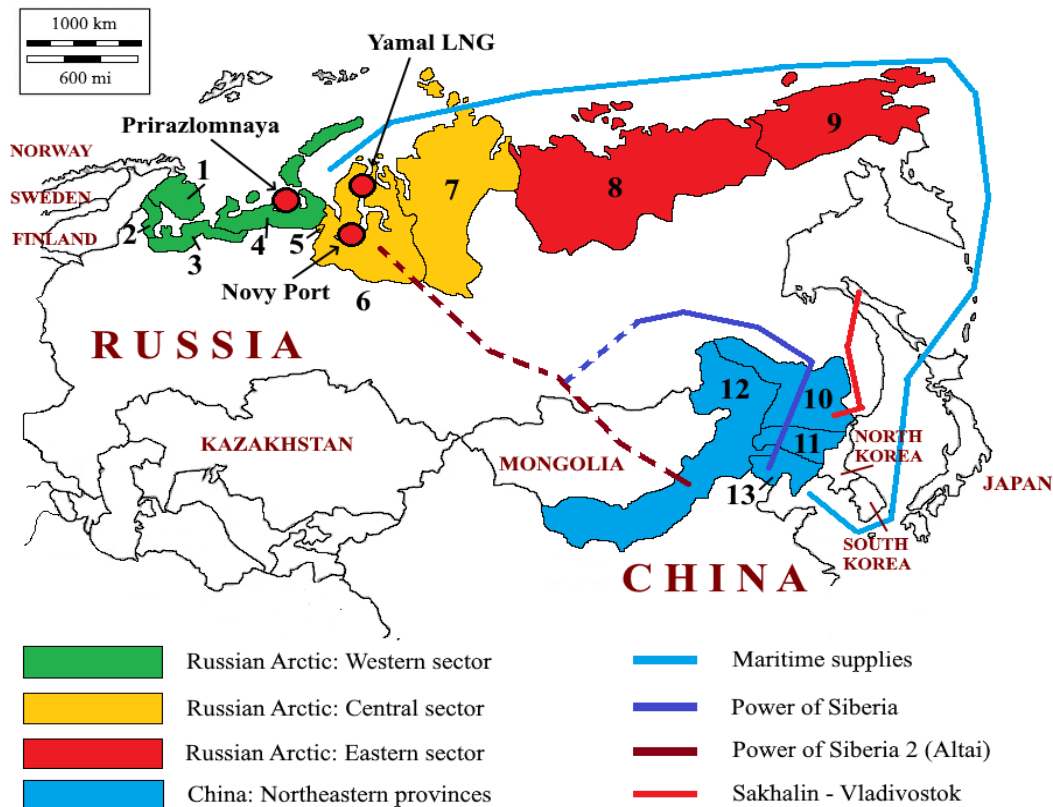 1000 km
600 mi
Yamal LNG
Prirazlomnaya
NORWAY
SWEDEN
FINLAND
1
2
3
4
5
6
7
8
9
Novy Port
RUSSIA
KAZAKHSTAN
MONGOLIA
12
10
11
13
NORTH
KOREA
JAPAN
SOUTH
KOREA
CHINA
Russian Arctic: Western sector
Russian Arctic: Central sector
Russian Arctic: Eastern sector
China: Northeastern provinces
Maritime supplies
Power of Siberia
Power of Siberia 2 (Altai)
Sakhalin - Vladivostok